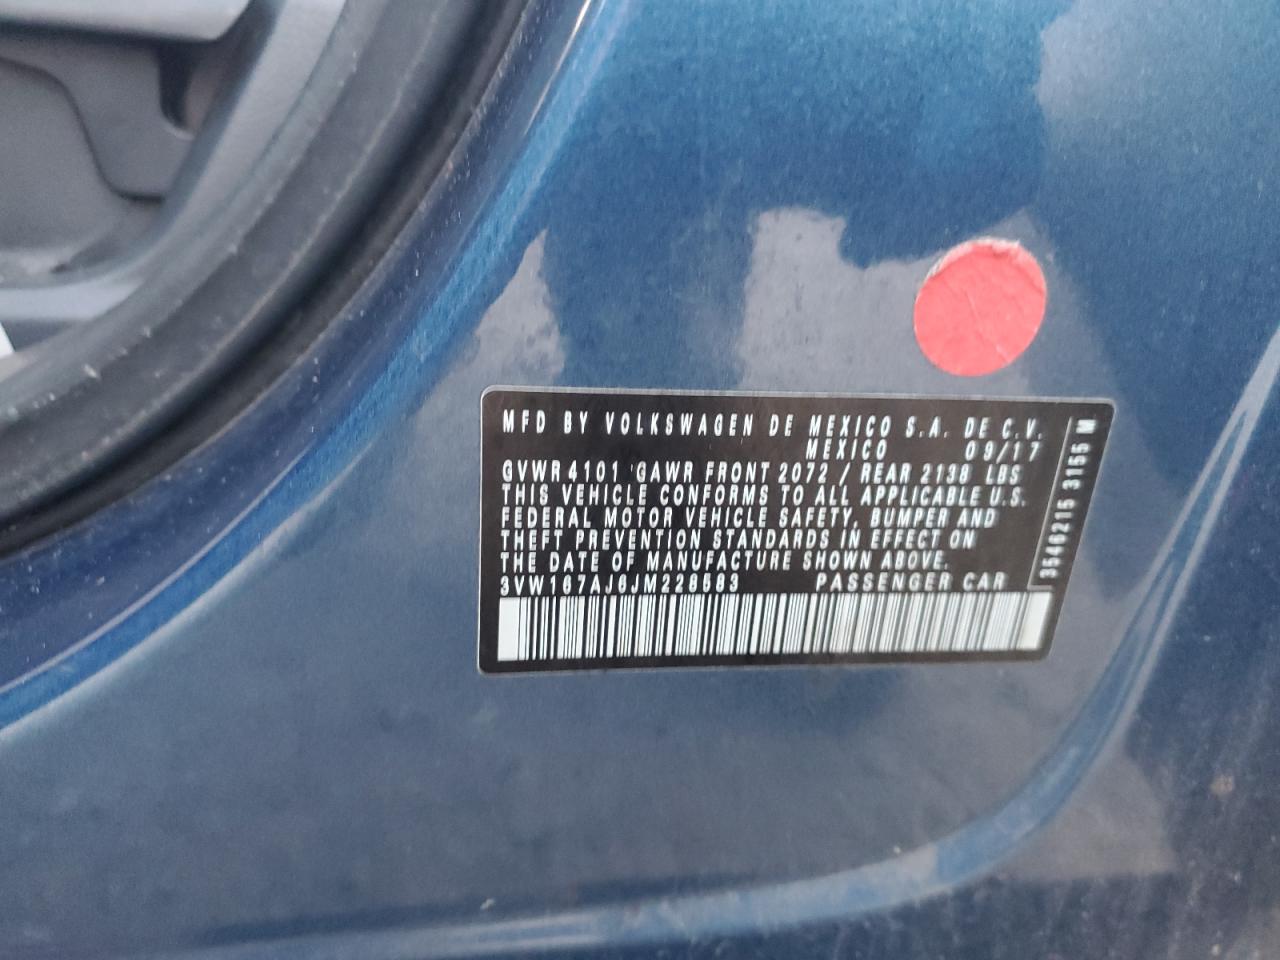 MFD BY VOLKSWAGEN DE MEXICO S.A. DE C.V.
MEXICO 09/17
GVWR 4101 GAWR FRONT 2072 / REAR 2138 LBS
THIS VEHICLE CONFORMS TO ALL APPLICABLE U.S.
FEDERAL MOTOR VEHICLE SAFETY, BUMPER AND
THEFT PREVENTION STANDARDS IN EFFECT ON
THE DATE OF MANUFACTURE SHOWN ABOVE.
3VW167AJ6JM228583 PASSENGER CAR
3546215 3155 M